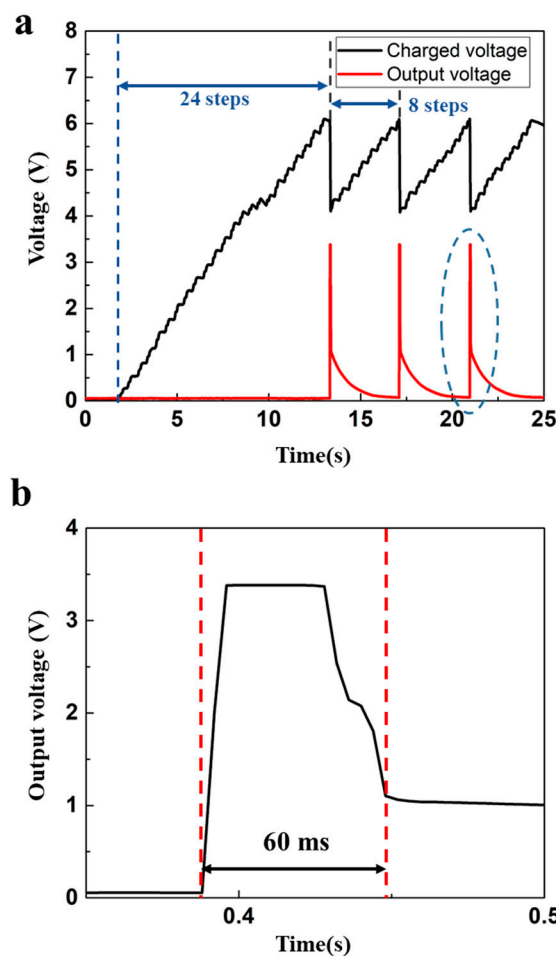 a
8
7
6
5
4
3
2
1
0
Voltage (V)
Charged voltage
Output voltage
24 steps
8 steps
0 5 10 15 20 25
Time(s)
b
4
3
2
1
0
Output voltage (V)
60 ms
0.4 0.5
Time(s)